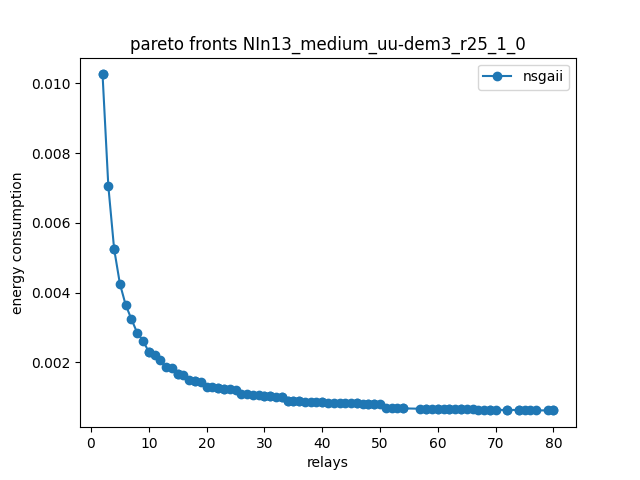 pareto fronts NIn13_medium_uu-dem3_r25_1_0
nsgaii
0.010
0.008
0.006
0.004
0.002
energy consumption
0 10 20 30 40 50 60 70 80
relays